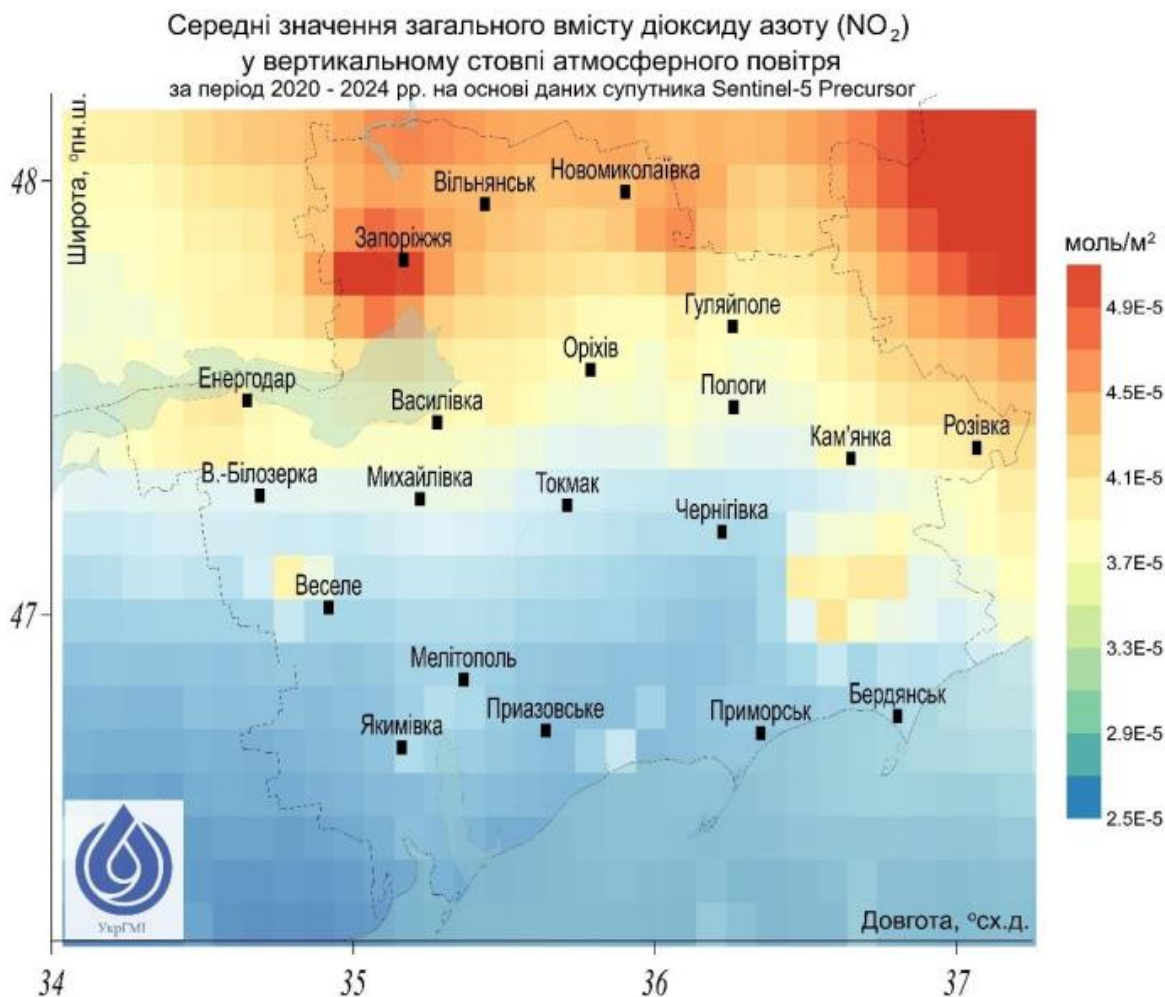 Середні значення загального вмісту діоксиду азоту (NO₂)
у вертикальному стовпі атмосферного повітря
за період 2020 - 2024 рр. на основі даних супутника Sentinel-5 Precursor
Широта, °пн.ш.
48
47
Новомиколаївка
Вільнянськ
Запоріжжя
Гуляйполе
Оріхів
Енергодар
Василівка
Пологи
Кам'янка
Розівка
В.-Білозерка
Михайлівка
Токмак
Чернігівка
Веселе
Мелітополь
Якимівка
Приазовське
Приморськ
Бердянськ
УкрГМІ
Довгота, °сх.д.
34
35
36
37
моль/м²
4.9E-5
4.5E-5
4.1E-5
3.7E-5
3.3E-5
2.9E-5
2.5E-5